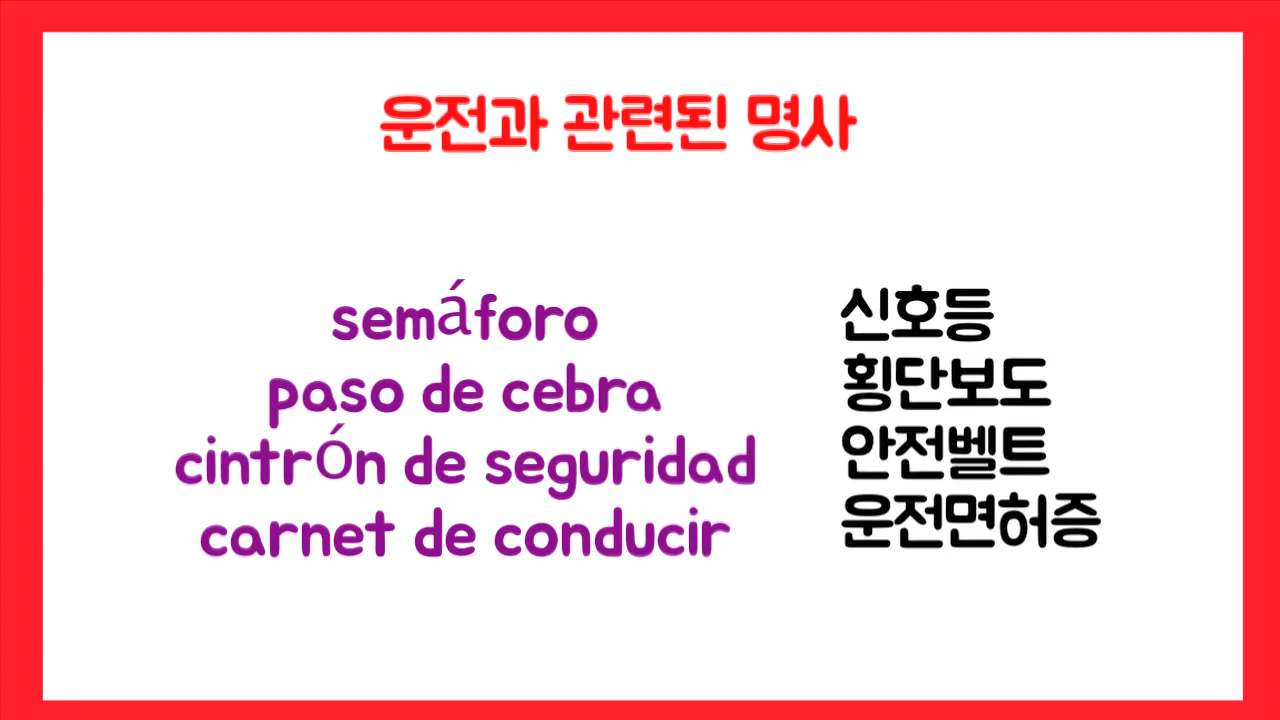 운전과 관련된 명사
semáforo 신호등
paso de cebra 횡단보도
cintrón de seguridad 안전벨트
carnet de conducir 운전면허증